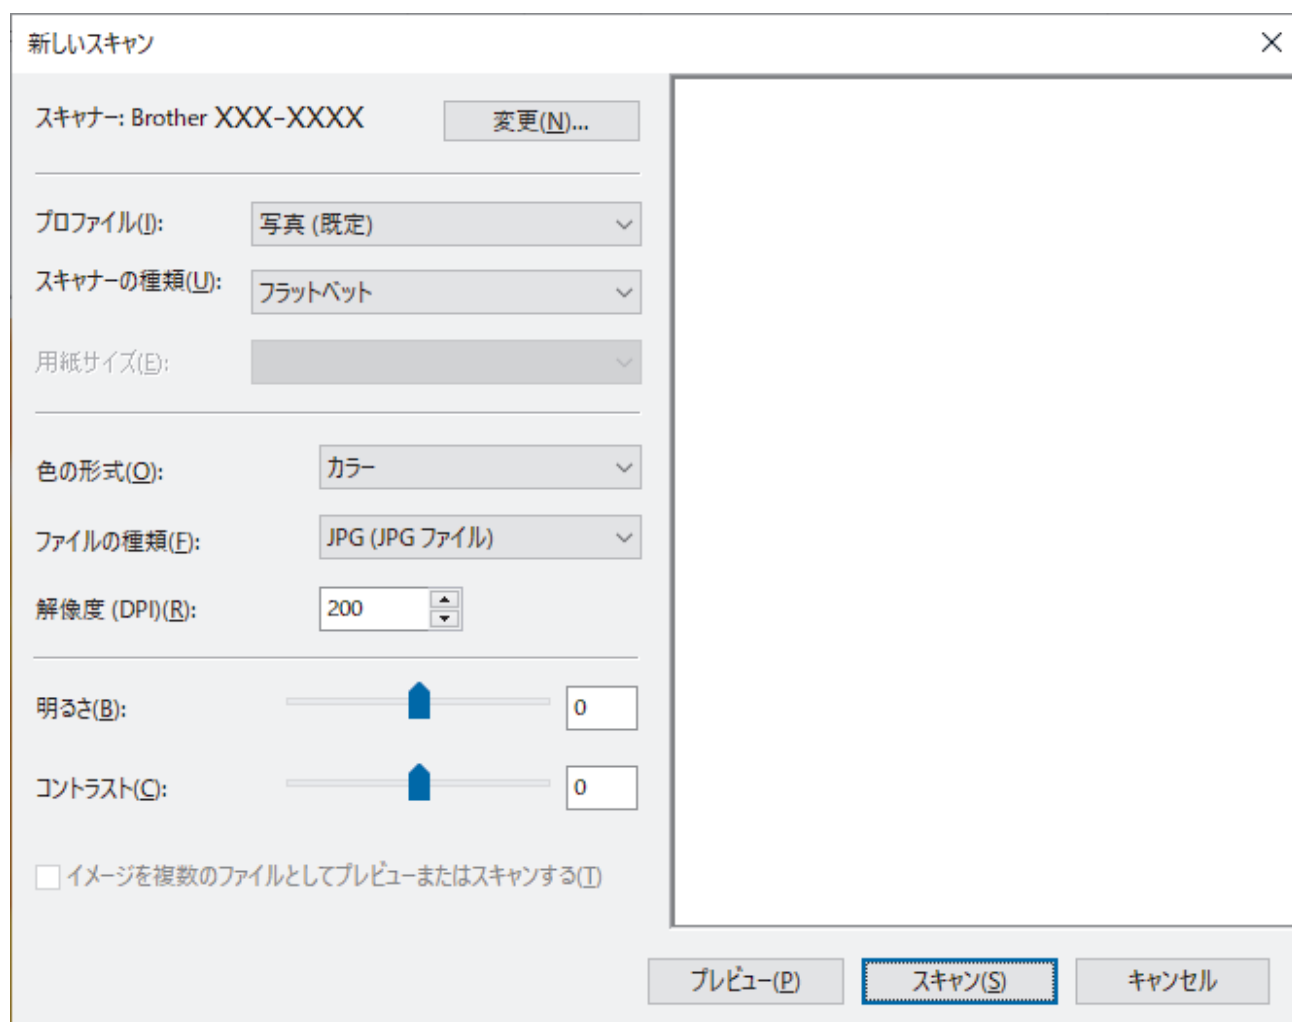 新しいスキャン
スキャナー: Brother XXX-XXXX 変更(N)...
プロファイル(I): 写真 (既定)
スキャナーの種類(U): フラットベット
用紙サイズ(E):
色の形式(O): カラー
ファイルの種類(F): JPG (JPG ファイル)
解像度 (DPI)(R): 200
明るさ(B): 0
コントラスト(C): 0
イメージを複数のファイルとしてプレビューまたはスキャンする(T)
プレビュー(P) スキャン(S) キャンセル